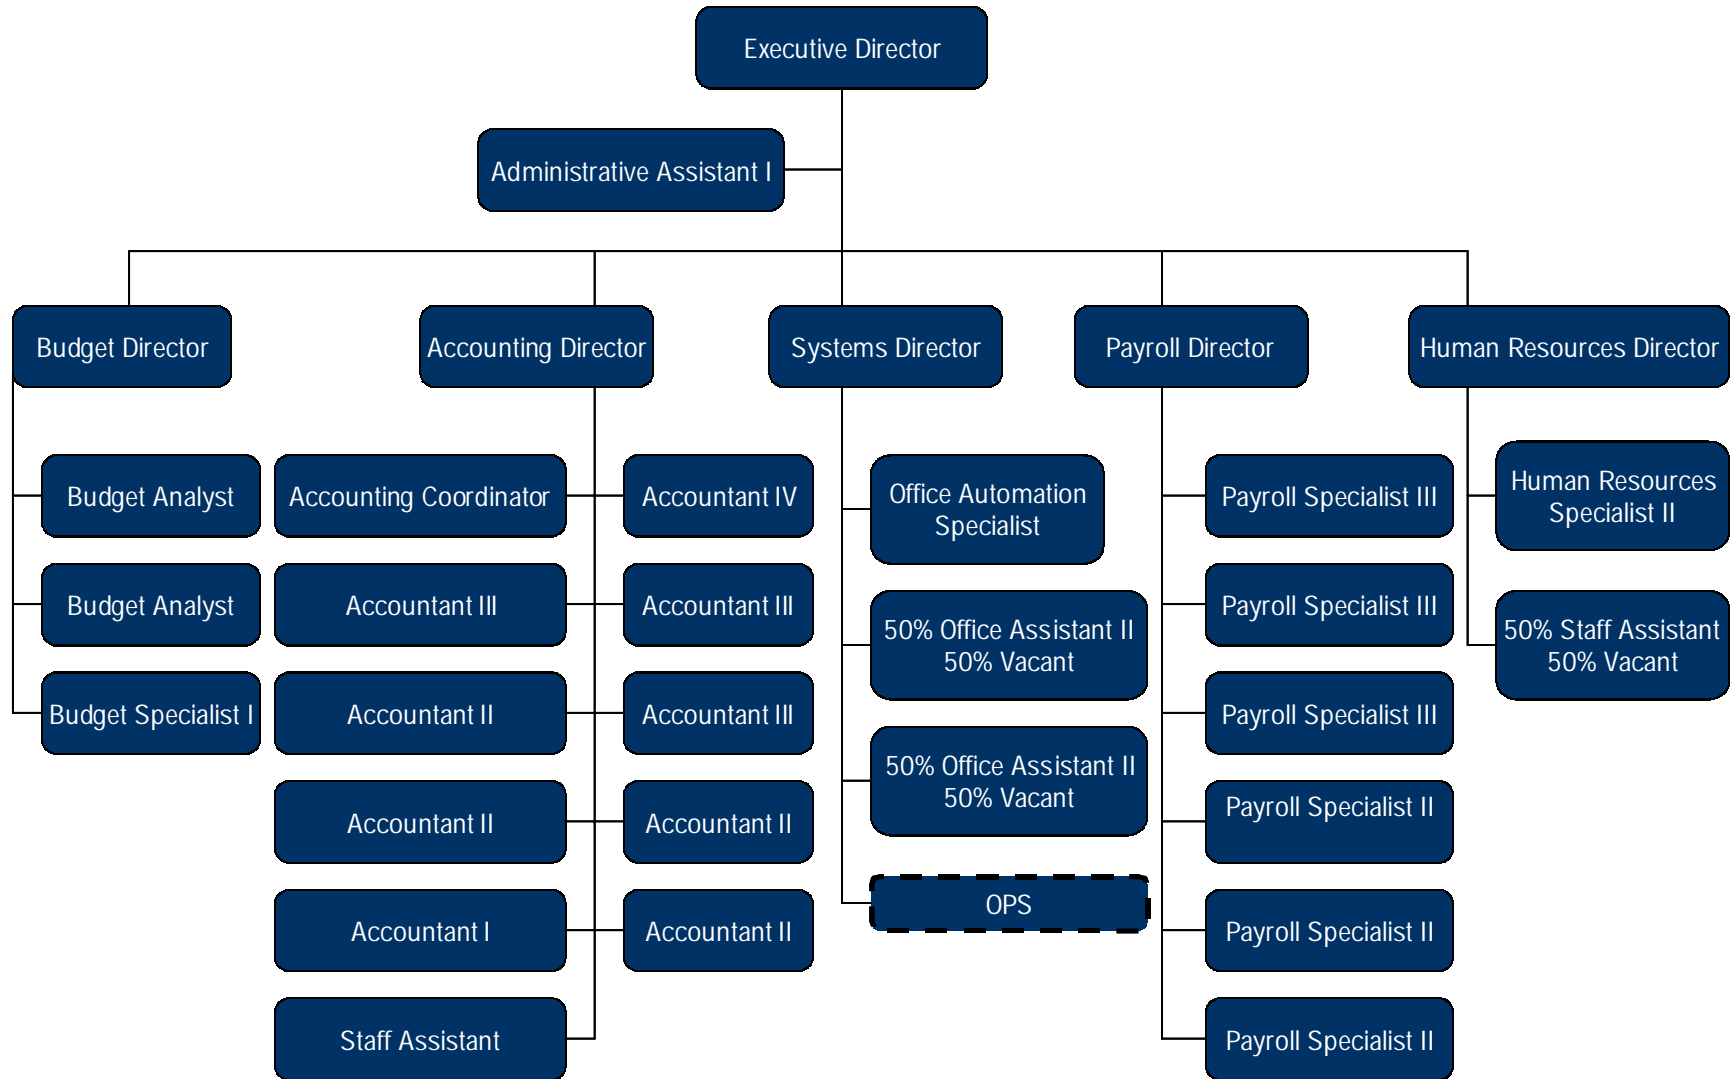 Executive Director
Administrative Assistant I
Budget Director
Accounting Director
Systems Director
Payroll Director
Human Resources Director
Budget Analyst
Budget Analyst
Budget Specialist I
Accounting Coordinator
Accountant IV
Accountant III
Accountant III
Accountant II
Accountant III
Accountant II
Accountant II
Accountant I
Accountant II
Staff Assistant
Office Automation
Specialist
50% Office Assistant II
50% Vacant
50% Office Assistant II
50% Vacant
OPS
Payroll Specialist III
Payroll Specialist III
Payroll Specialist III
Payroll Specialist II
Payroll Specialist II
Payroll Specialist II
Human Resources
Specialist II
50% Staff Assistant
50% Vacant